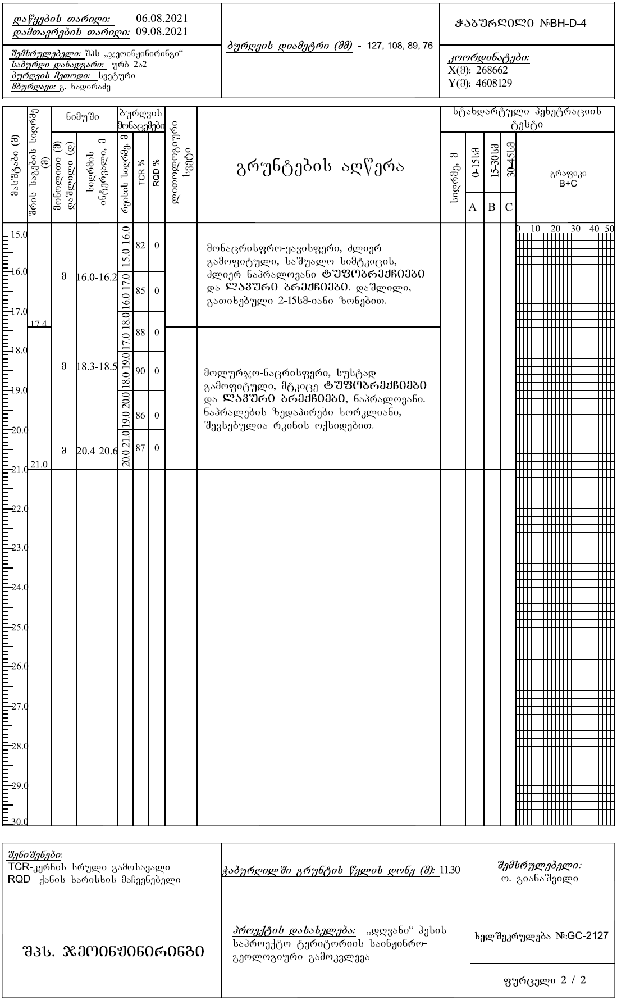 დაწყების თარიღი: 06.08.2021
დამთავრების თარიღი: 09.08.2021
შემსრულებელი: შპს „ჯეოინჟინირინგი“
საბურღი დანადგარი: ურბ 2ა2
ბურღვის მეთოდი: სვეტური
მბურღავი: გ. ნადირაძე
ბურღვის დიამეტრი (მმ) - 127, 108, 89, 76
ჭაბურღილი №BH-D-4
კოორდინატები:
X(მ): 268662
Y(მ): 4608129
მასშტაბი (მ)
შრის საგების სიღრმე (მ)
ნიმუში
მონოლითი (მ) დაშლილი (დ)
სიღრმის ინტერვალი, მ
ბურღვის მონაცემები
რეისის სიღრმე, მ
TCR %
RQD %
ლითოლოგიური სვეტი
გრუნტების აღწერა
სტანდარტული პენეტრაციის ტესტი
სიღრმე, მ
0-15სმ
15-30სმ
30-45სმ
A B C
გრაფიკი
B+C
0 10 20 30 40 50
15.0
16.0
17.0
18.0
19.0
20.0
21.0
22.0
23.0
24.0
25.0
26.0
27.0
28.0
29.0
30.0
17.4
21.0
მ 16.0-16.2
მ 18.3-18.5
მ 20.4-20.6
15.0-16.0 82 0
16.0-17.0 85 0
17.0-18.0 88 0
18.0-19.0 90 0
19.0-20.0 86 0
20.0-21.0 87 0
მონაცრისფრო-ყავისფერი, ძლიერ
გამოფიტული, საშუალო სიმტკიცის,
ძლიერ ნაპრალოვანი ტუფობრექჩიები
და ლავური ბრექჩიები. დაშლილი,
გათიხებული 2-15სმ-იანი ზონებით.
მოლურჯო-ნაცრისფერი, სუსტად
გამოფიტული, მტკიცე ტუფობრექჩიები
და ლავური ბრექჩიები, ნაპრალოვანი.
ნაპრალების ზედაპირები ხორკლიანი,
შევსებულია რკინის ოქსიდებით.
შენიშვნები:
TCR-კერნის სრული გამოსავალი
RQD- ქანის ხარისხის მაჩვენებელი
ჭაბურღილში გრუნტის წყლის დონე (მ): 11.30
შემსრულებელი:
ო. გიანაშვილი
შპს. ჯეოინჟინირინგი
პროექტის დასახელება: „დღვანი“ ჰესის
საპროექტო ტერიტორიის საინჟინრო-
გეოლოგიური გამოკვლევა
ხელშეკრულება №:GC-2127
ფურცელი 2 / 2